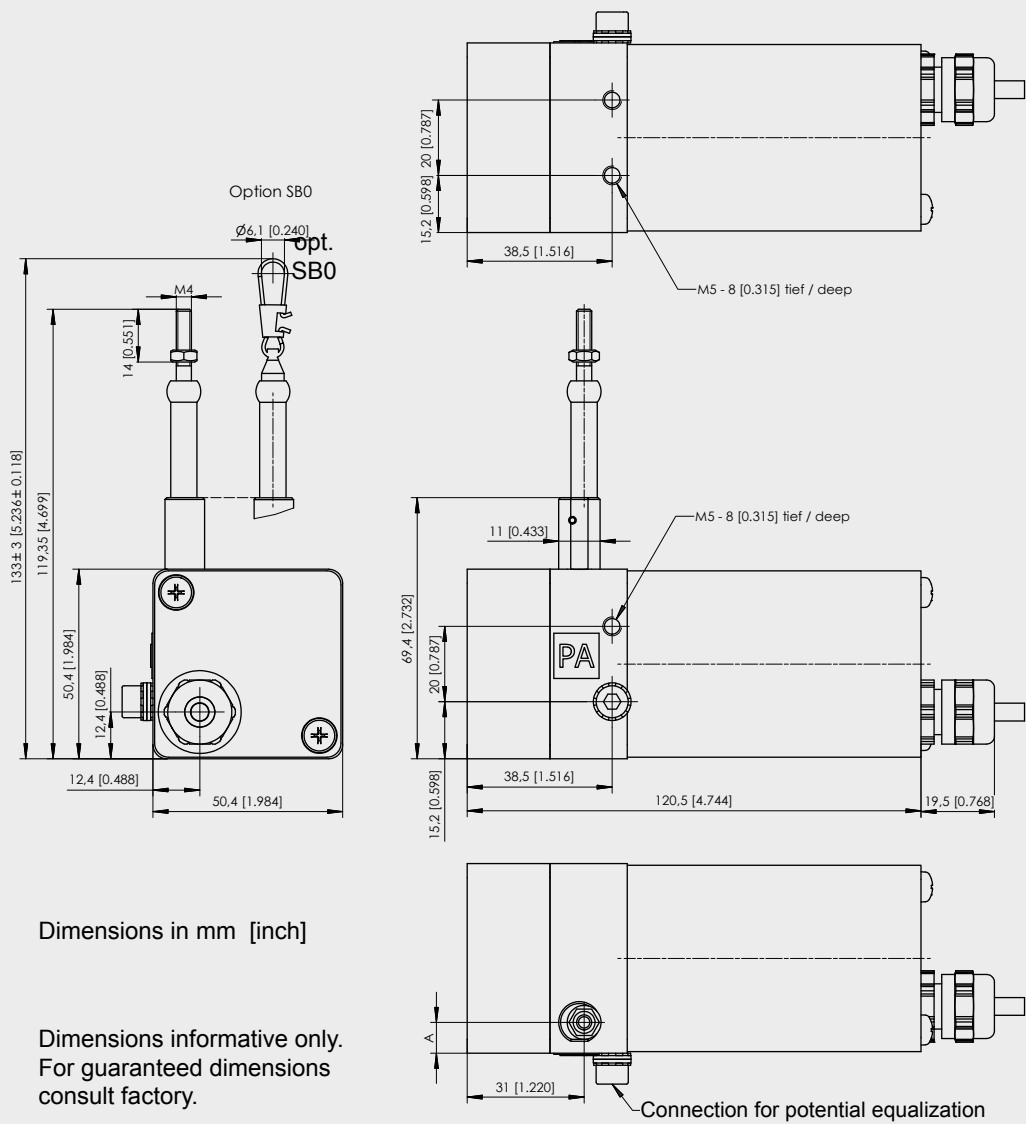 20 [0.787]
15,2 [0.598]
38,5 [1.516]
M5 - 8 [0.315] tief / deep
Option SB0
Ø6,1 [0.240]
opt.
SB0
M4
14 [0.551]
133± 3 [5.236± 0.118]
119,35 [4.699]
50,4 [1.984]
12,4 [0.488]
12,4 [0.488]
50,4 [1.984]
11 [0.433]
M5 - 8 [0.315] tief / deep
69,4 [2.732]
20 [0.787]
PA
15,2 [0.598]
38,5 [1.516]
120,5 [4.744]
19,5 [0.768]
Dimensions in mm [inch]
Dimensions informative only.
For guaranteed dimensions
consult factory.
A
31 [1.220]
Connection for potential equalization